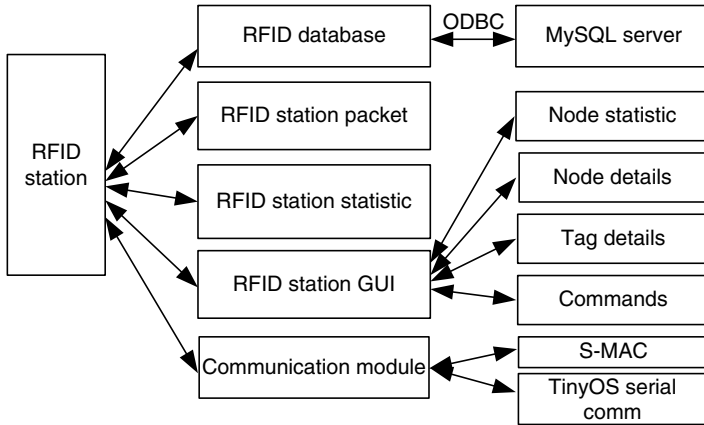 RFID
station
RFID database
ODBC
MySQL server
RFID station packet
RFID station statistic
RFID station GUI
Node statistic
Node details
Tag details
Commands
Communication module
S-MAC
TinyOS serial
comm